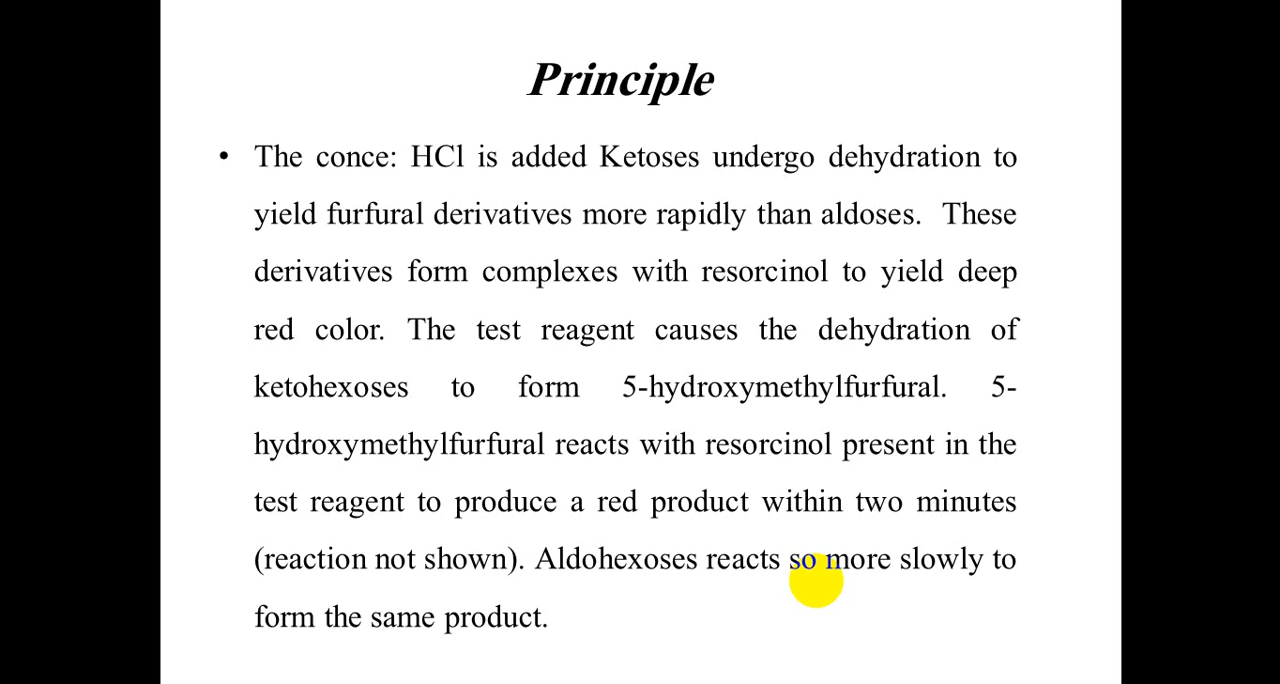 Principle
• The conce: HCl is added Ketoses undergo dehydration to
yield furfural derivatives more rapidly than aldoses. These
derivatives form complexes with resorcinol to yield deep
red color. The test reagent causes the dehydration of
ketohexoses to form 5-hydroxymethylfurfural. 5-
hydroxymethylfurfural reacts with resorcinol present in the
test reagent to produce a red product within two minutes
(reaction not shown). Aldohexoses reacts so more slowly to
form the same product.